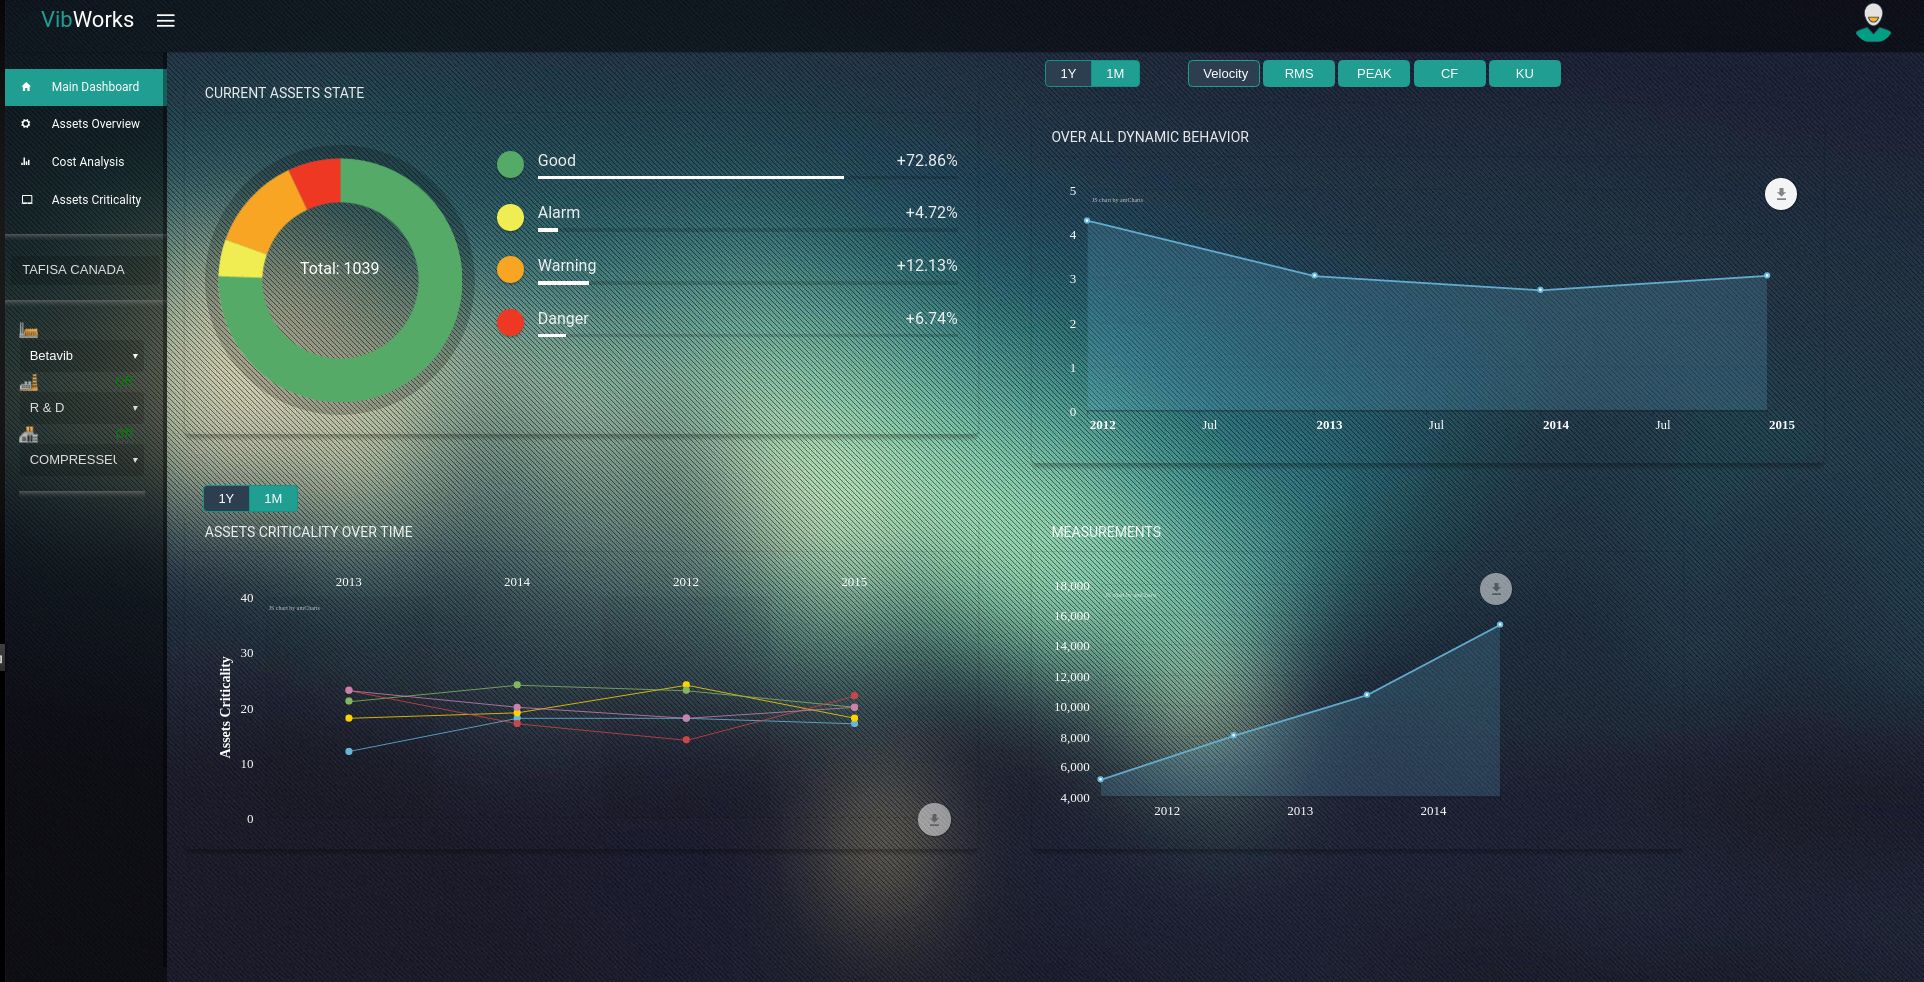 VibWorks
Main Dashboard
Assets Overview
Cost Analysis
Assets Criticality
TAFISA CANADA
Betavib
R & D
COMPRESSEU
CURRENT ASSETS STATE
Total: 1039
Good +72.86%
Alarm +4.72%
Warning +12.13%
Danger +6.74%
1Y 1M
Velocity RMS PEAK CF KU
OVER ALL DYNAMIC BEHAVIOR
5
JS chart by amCharts
4
3
2
1
0
2012 Jul 2013 Jul 2014 Jul 2015
1Y 1M
ASSETS CRITICALITY OVER TIME
2013 2014 2012 2015
40
JS chart by amCharts
30
20
10
0
Assets Criticality
MEASUREMENTS
18,000
JS chart by amCharts
16,000
14,000
12,000
10,000
8,000
6,000
4,000
2012 2013 2014